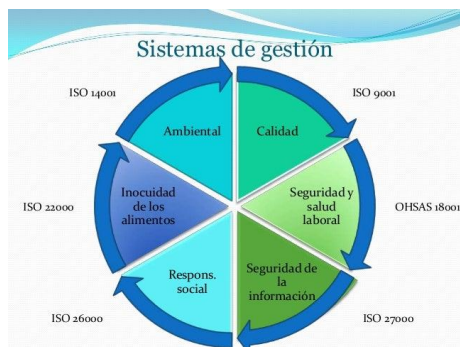 Sistemas de gestión
ISO 14001
ISO 9001
Ambiental
Calidad
Inocuidad
de los
alimentos
Seguridad y
salud
laboral
ISO 22000
OHSAS 18001
Respons.
social
Seguridad de
la
información
ISO 26000
ISO 27000